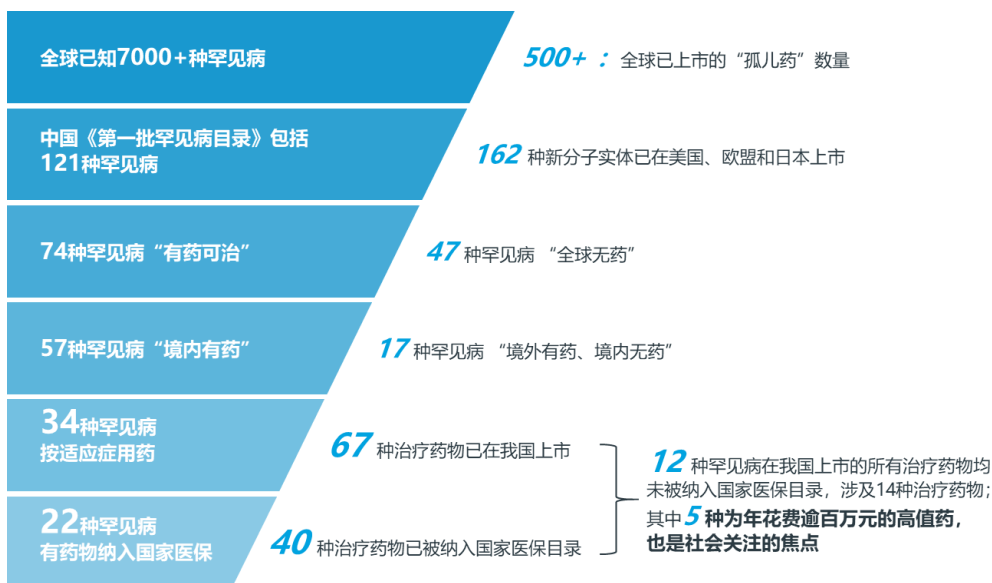 全球已知7000+种罕见病
500+ ：全球已上市的“孤儿药”数量
中国《第一批罕见病目录》包括
121种罕见病
162 种新分子实体已在美国、欧盟和日本上市
74种罕见病“有药可治”
47 种罕见病 “全球无药”
57种罕见病“境内有药”
17 种罕见病 “境外有药、境内无药”
34种罕见病
按适应症用药
67 种治疗药物已在我国上市
22种罕见病
有药物纳入国家医保
40 种治疗药物已被纳入国家医保目录
12 种罕见病在我国上市的所有治疗药物均
未被纳入国家医保目录，涉及14种治疗药物；
其中 5 种为年花费逾百万元的高值药，
也是社会关注的焦点